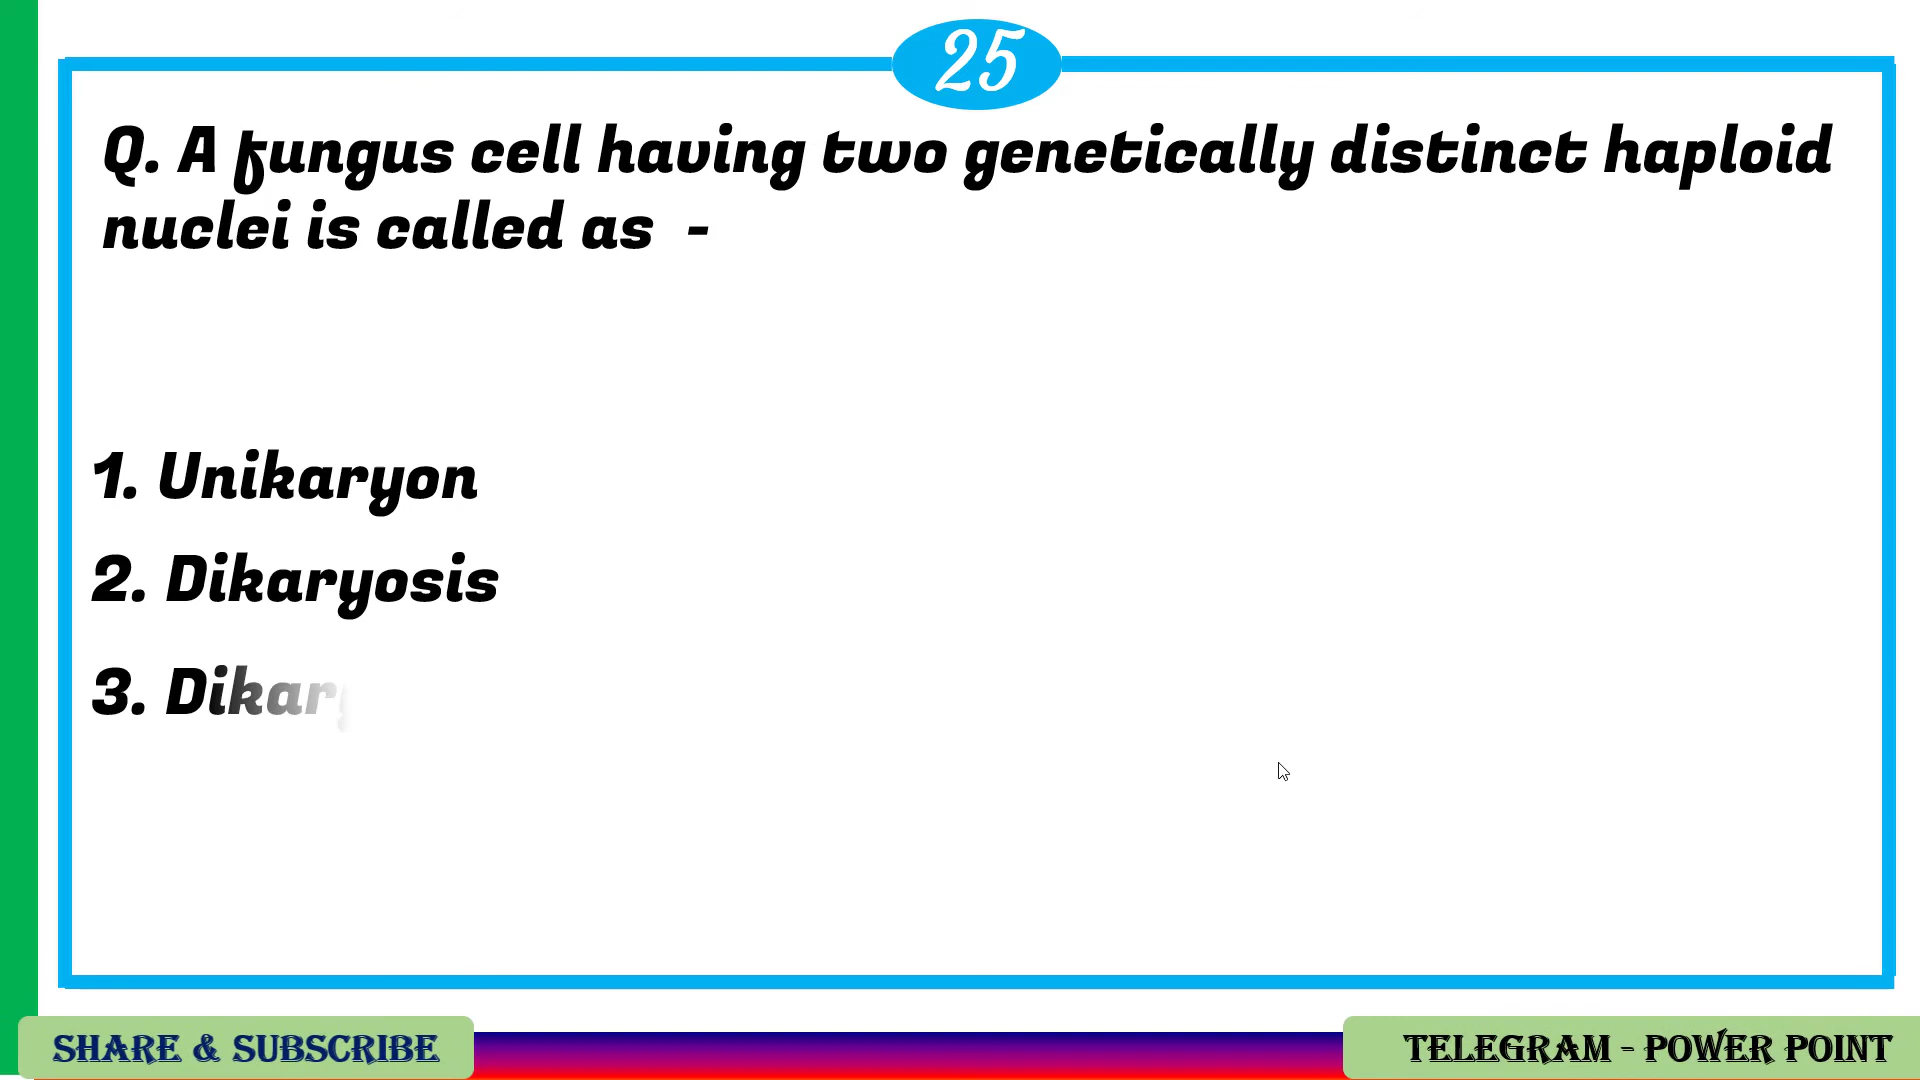 25
Q. A fungus cell having two genetically distinct haploid
nuclei is called as -
1. Unikaryon
2. Dikaryosis
3.
SHARE & SUBSCRIBE
TELEGRAM - POWER POINT